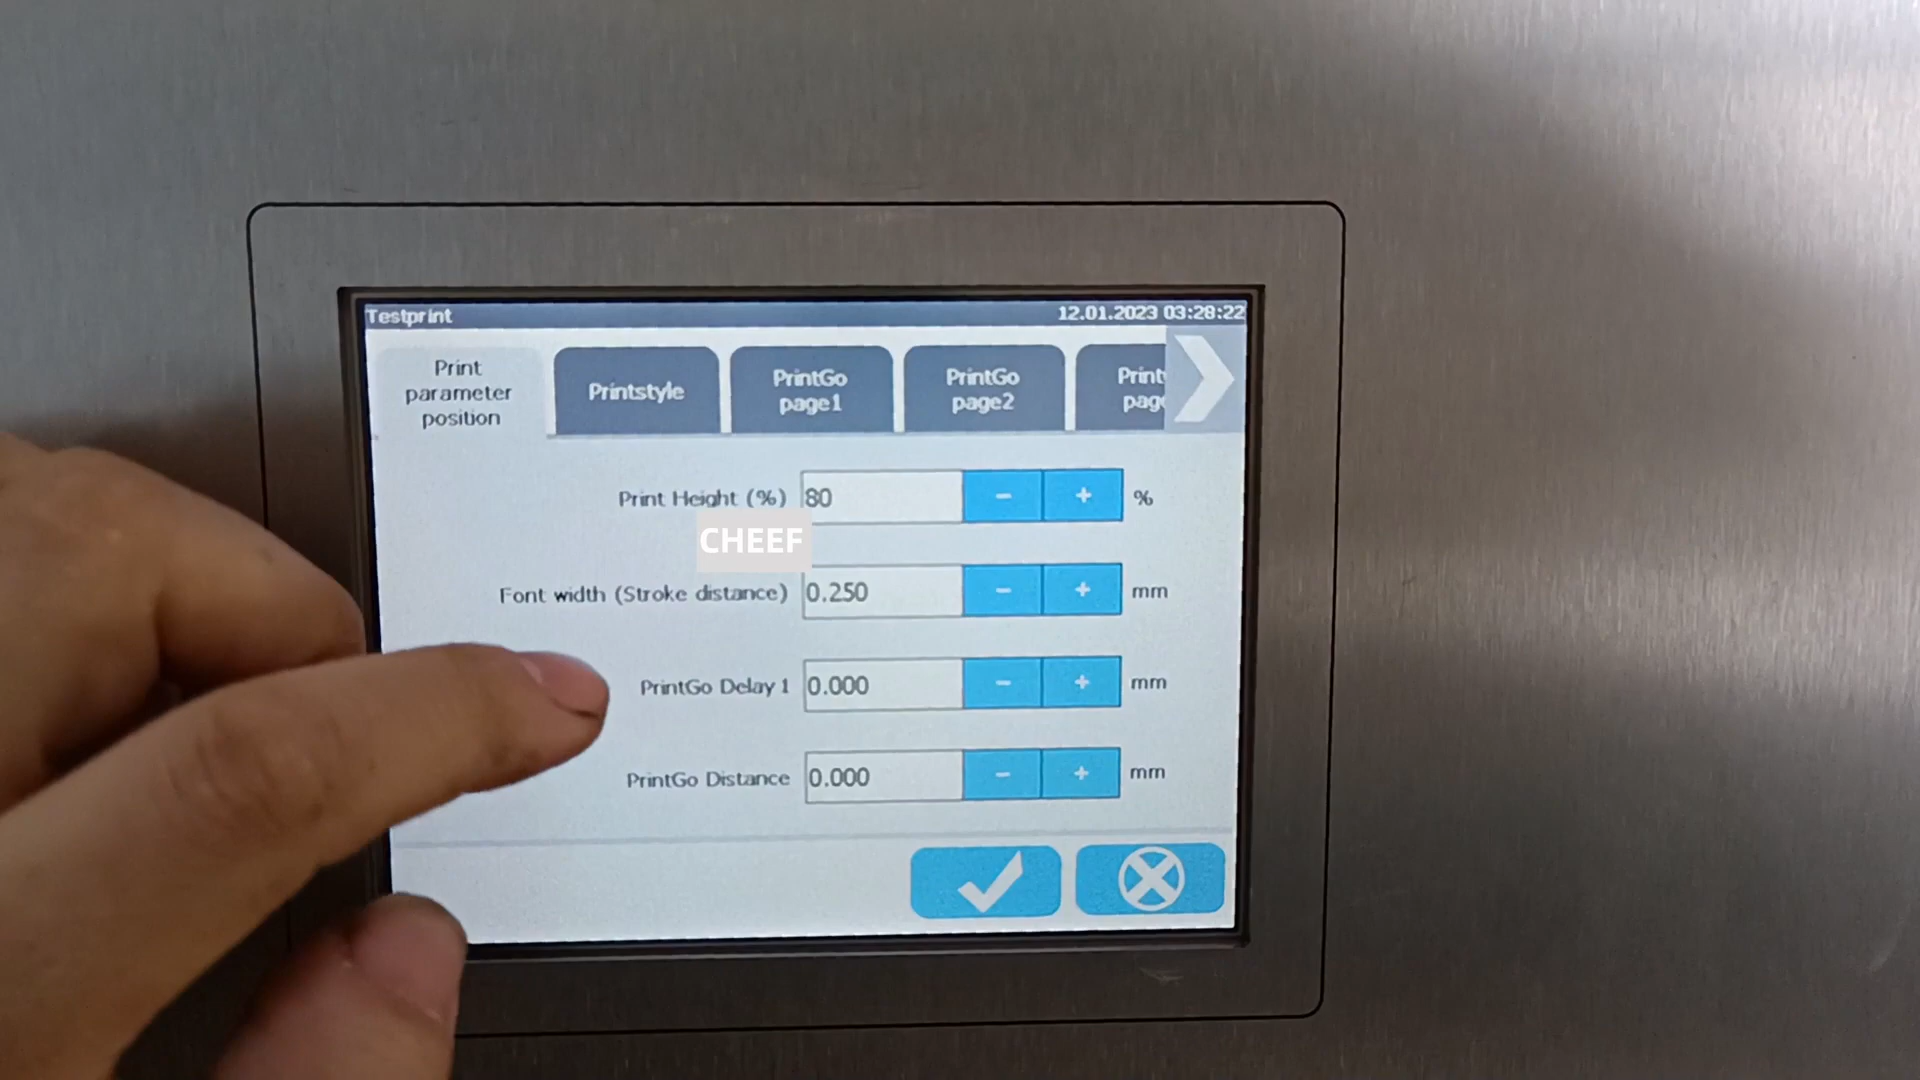 Testprint 12.01.2023 03:28:22
Print parameter position
Printstyle
PrintGo page1
PrintGo page2
Print
Print Height (%) 80 - + %
CHEEF
Font width (Stroke distance) 0.250 - + mm
PrintGo Delay 1 0.000 - + mm
PrintGo Distance 0.000 - + mm